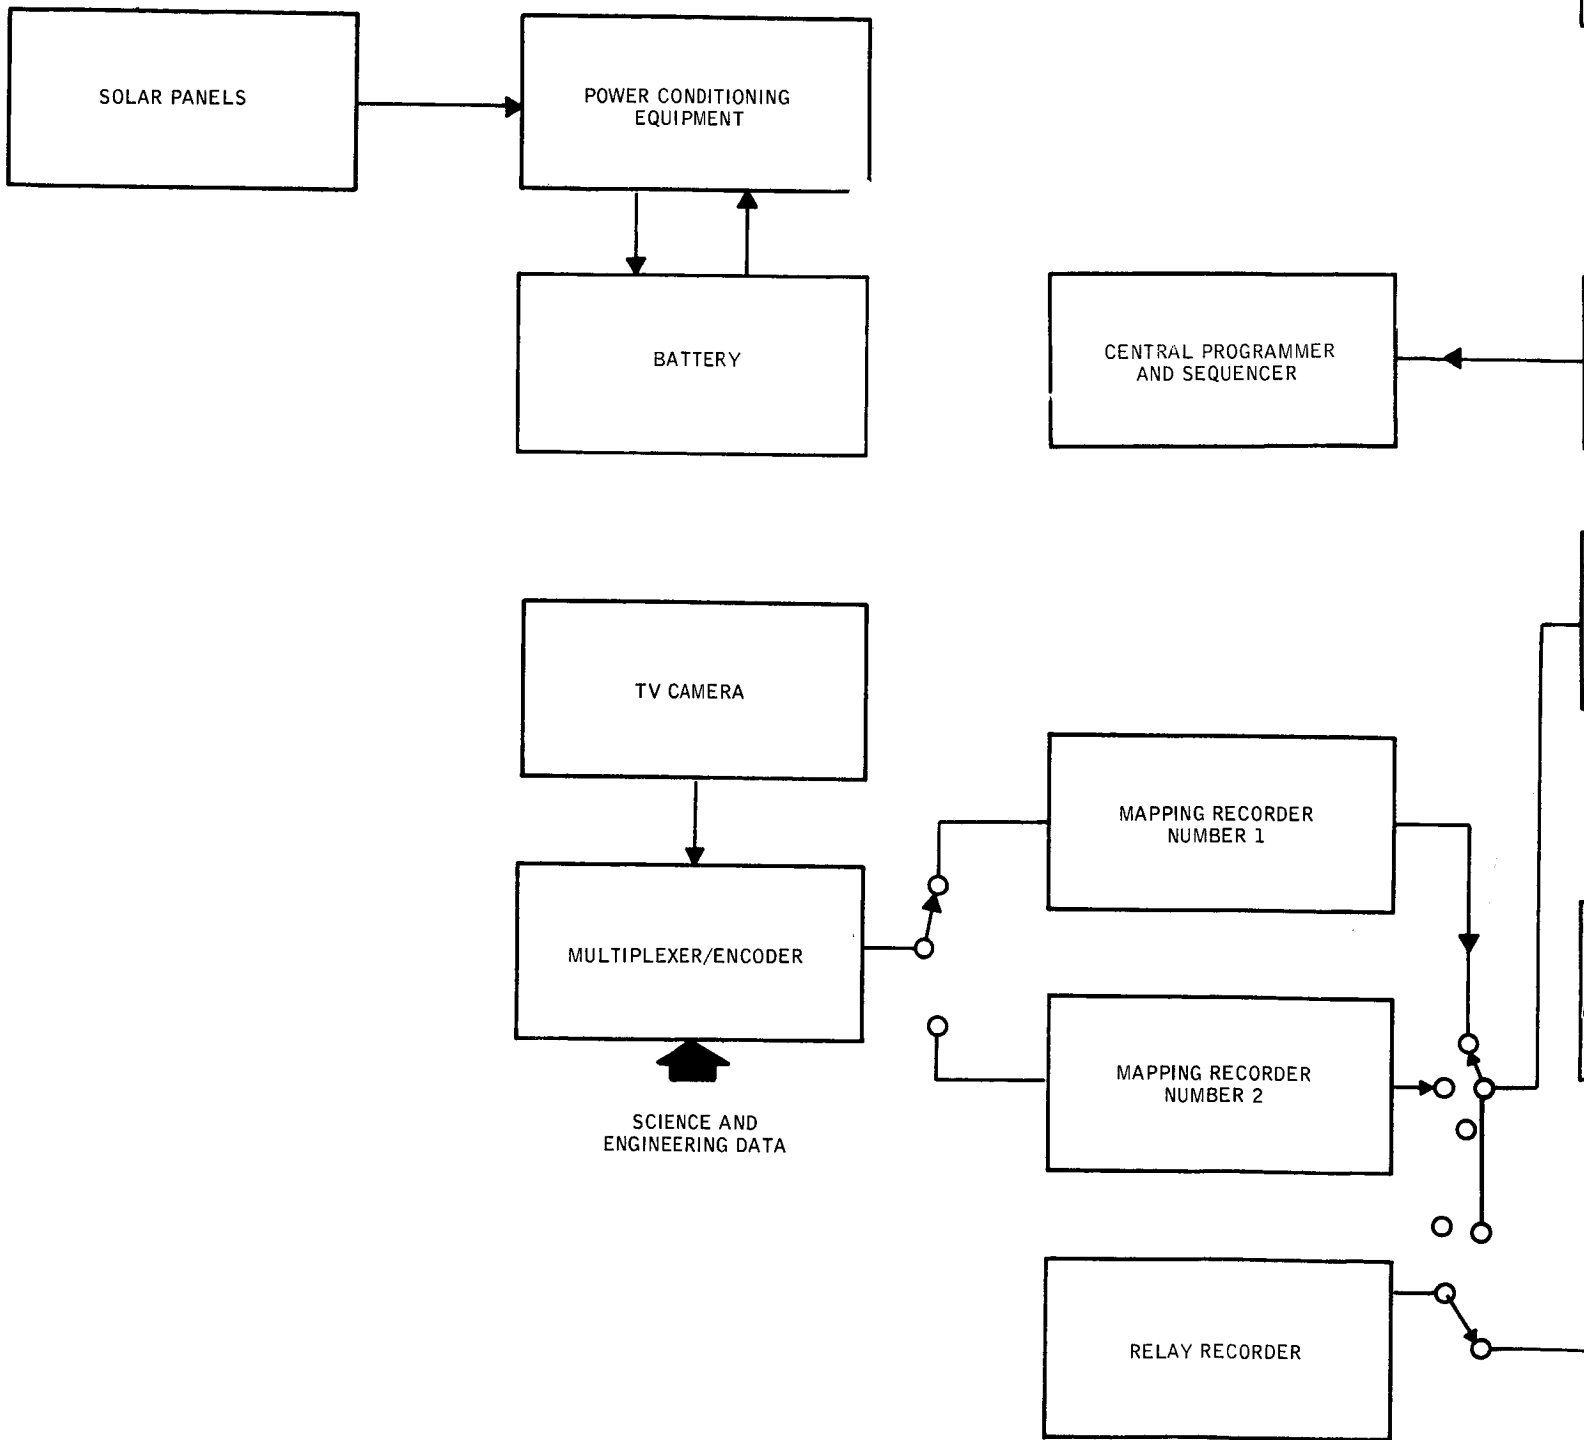 SOLAR PANELS
POWER CONDITIONING
EQUIPMENT
BATTERY
CENTRAL PROGRAMMER
AND SEQUENCER
TV CAMERA
MAPPING RECORDER
NUMBER 1
MULTIPLEXER/ENCODER
MAPPING RECORDER
NUMBER 2
SCIENCE AND
ENGINEERING DATA
RELAY RECORDER